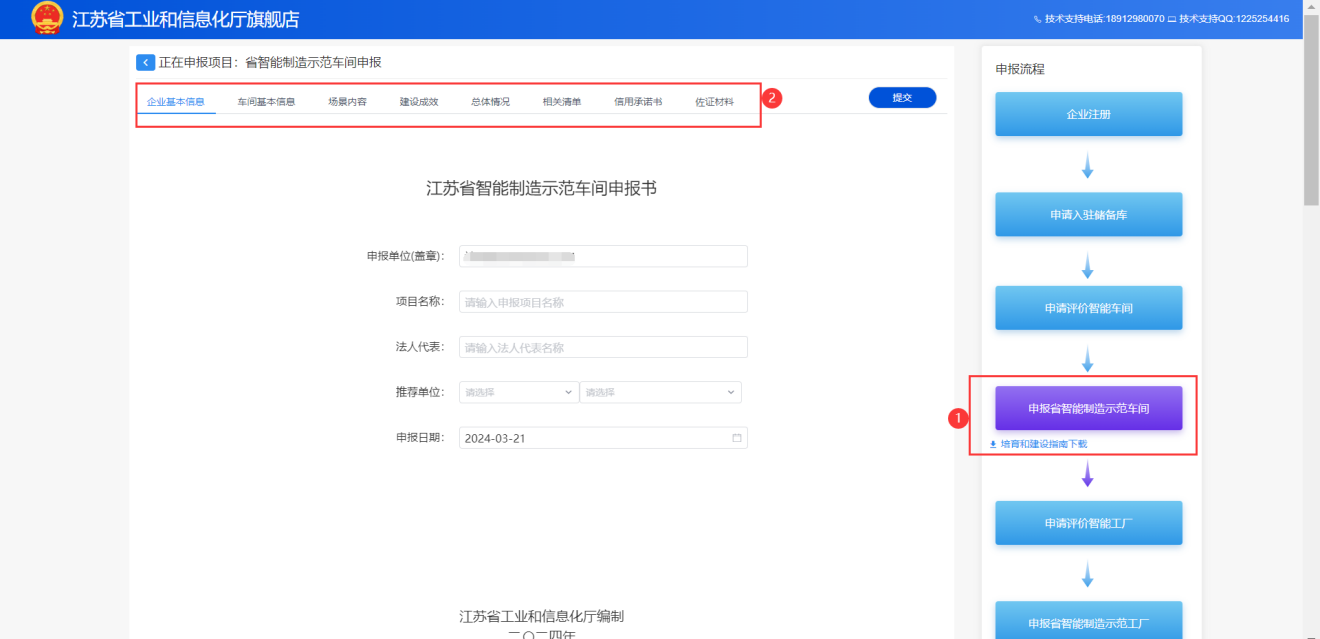 江苏省工业和信息化厅旗舰店
技术支持电话:18912980070 技术支持QQ:1225254416
正在申报项目：省智能制造示范车间申报
企业基本信息 车间基本信息 场景内容 建设成效 总体情况 相关清单 信用承诺书 佐证材料
2
提交
江苏省智能制造示范车间申报书
申报单位(盖章):
项目名称: 请输入申报项目名称
法人代表: 请输入法人代表名称
推荐单位: 请选择 请选择
申报日期: 2024-03-21
江苏省工业和信息化厅编制
二〇二四年
申报流程
企业注册
申请入驻储备库
申请评价智能车间
1
申报省智能制造示范车间
培育和建设指南下载
申请评价智能工厂
申报省智能制造示范工厂